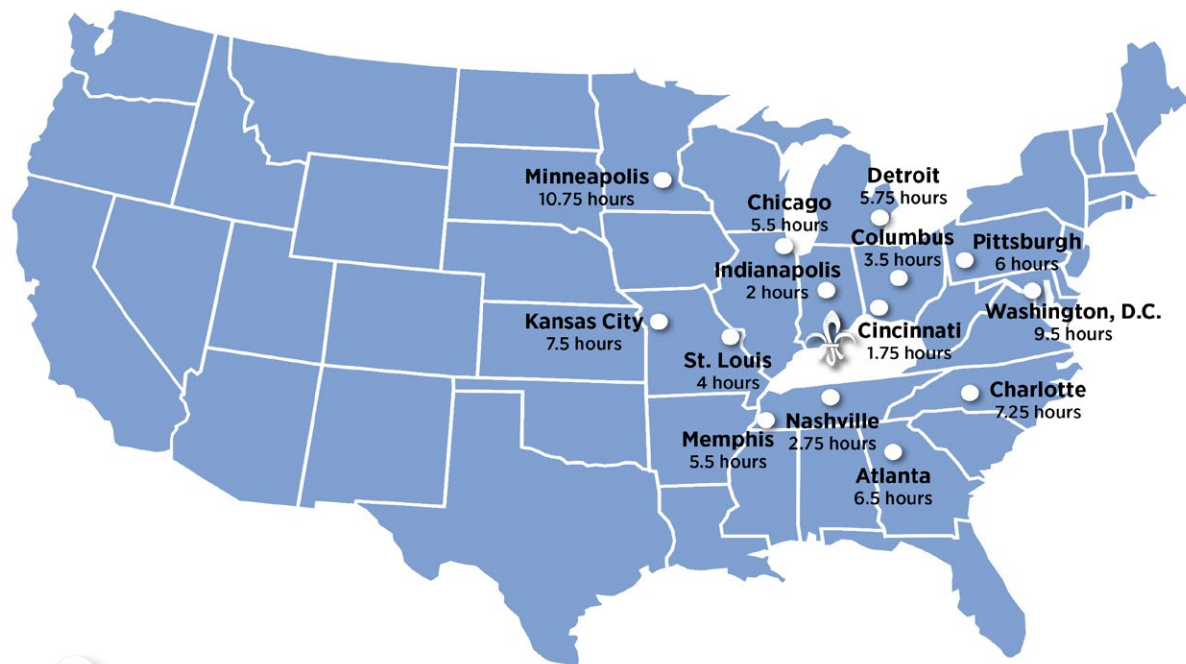 Minneapolis
10.75 hours
Detroit
5.75 hours
Chicago
5.5 hours
Columbus
3.5 hours
Pittsburgh
6 hours
Indianapolis
2 hours
Washington, D.C.
9.5 hours
Kansas City
7.5 hours
Cincinnati
1.75 hours
St. Louis
4 hours
Charlotte
7.25 hours
Nashville
2.75 hours
Memphis
5.5 hours
Atlanta
6.5 hours